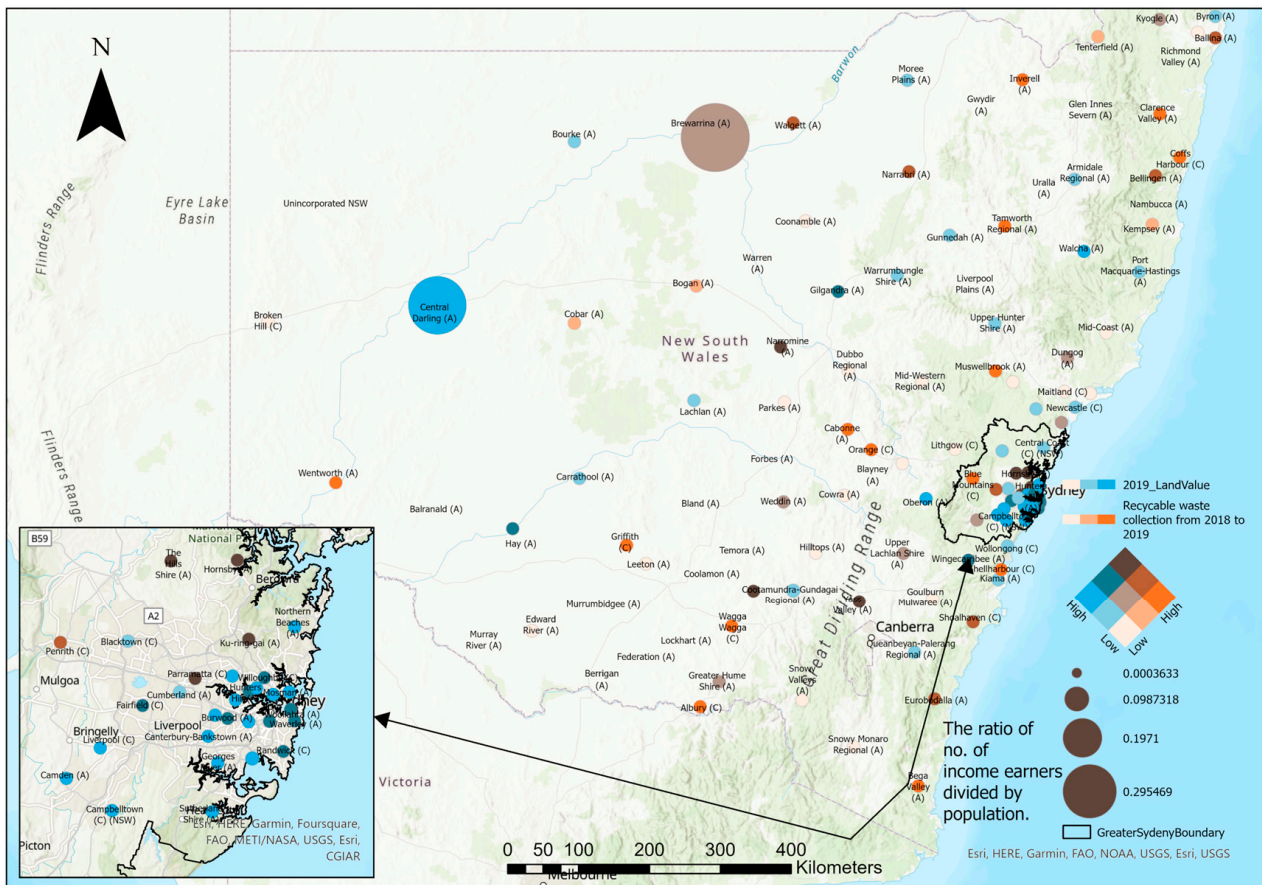 N
Kyogle (A)
Byron (A)
Ballina (A)
Tenterfield (A)
Richmond
Valley (A)
Barwon
Moree
Plains (A)
Inverell
(A)
Gwydir
(A)
Glen Innes
Severn (A)
Clarence
Valley (A)
Brewarrina (A)
Walgett (A)
Bourke (A)
Coffs
Harbour (C)
Narrabri (A)
Armidale
Regional (A)
Bellingen (A)
Uralla
(A)
Flinders Range
Eyre Lake
Basin
Unincorporated NSW
Nambucca (A)
Coonamble (A)
Tamworth
Regional (A)
Kempsey (A)
Gunnedah (A)
Walcha (A)
Warren
(A)
Port
Macquarie-Hastings
(A)
Warrumbungle
Shire (A)
Bogan (A)
Gilgandra (A)
Liverpool
Plains (A)
Central
Darling (A)
Broken
Hill (C)
Cobar (A)
Upper Hunter
Shire (A)
Mid-Coast (A)
New South
Wales
Narromine
(A)
Dubbo
Regional
(A)
Dungog
(A)
Muswellbrook (A)
Mid-Western
Regional (A)
Maitland (C)
Lachlan (A)
Parkes (A)
Newcastle (C)
Cabonne
(A)
Orange (C)
Lithgow (C)
Central Coast
(C) (NSW)
Flinders Range
Forbes (A)
Blayney
(A)
Wentworth (A)
Carrathool (A)
Blue
Mountains (C)
Sydney
Balranald (A)
Bland (A)
Weddin (A)
Cowra (A)
Oberon (A)
2019_LandValue
Recycable waste
collection from 2018 to
2019
Hay (A)
Griffith
(C)
Temora (A)
Hilltops (A)
Upper
Lachlan Shire
(A)
Wollongong (C)
Wingecarribee (A)
Shellharbour (C)
Kiama (A)
Leeton (A)
Coolamon (A)
Cootamundra-Gundagai
Regional (A)
Yass
Valley (A)
Goulburn
Mulwaree (A)
Great Dividing Range
Murrumbidgee (A)
Wagga
Wagga
(C)
Shoalhaven (C)
Edward
River (A)
Murray
River (A)
Lockhart (A)
Canberra
Queanbeyan-Palerang
Regional (A)
Federation (A)
Berrigan
(A)
Greater Hume
Shire (A)
Snowy
Valleys
(A)
Albury (C)
Eurobodalla (A)
Snowy Monaro
Regional (A)
Bega
Valley
(A)
Victoria
Melbourne
High
Low
Low
High
0.0003633
0.0987318
0.1971
0.295469
The ratio of
no. of
income earners
divided by
population.
GreaterSydenyBoundary
Esri, HERE, Garmin, FAO, NOAA, USGS, Esri, USGS
0 50 100 200 300 400
Kilometers
B59
A2
The
Hills
Shire (A)
Northern
Beaches
(A)
Blacktown (C)
Ku-ring-gai (A)
Penrith (C)
Parramatta (C)
Mulgoa
Cumberland (A)
Fairfield (C)
Burwood (A)
Waverley (A)
Liverpool
Canterbury-Bankstown (A)
Bringelly
Liverpool (C)
Randwick (C)
Camden (A)
Campbelltown
(C) (NSW)
Picton
Esri, HERE, Garmin, Foursquare,
FAO, METI/NASA, USGS, Esri,
CGIAR